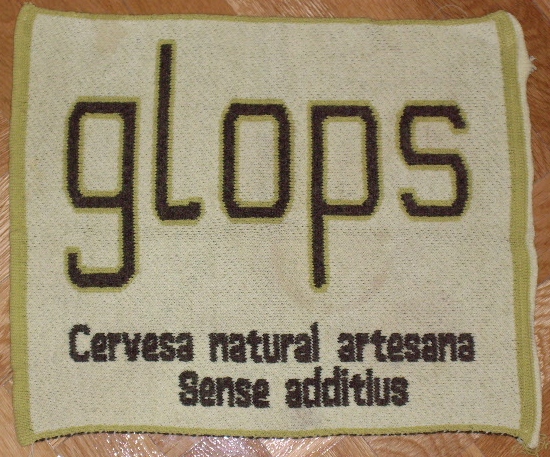 glops
Cervesa natural artesana
Sense additius